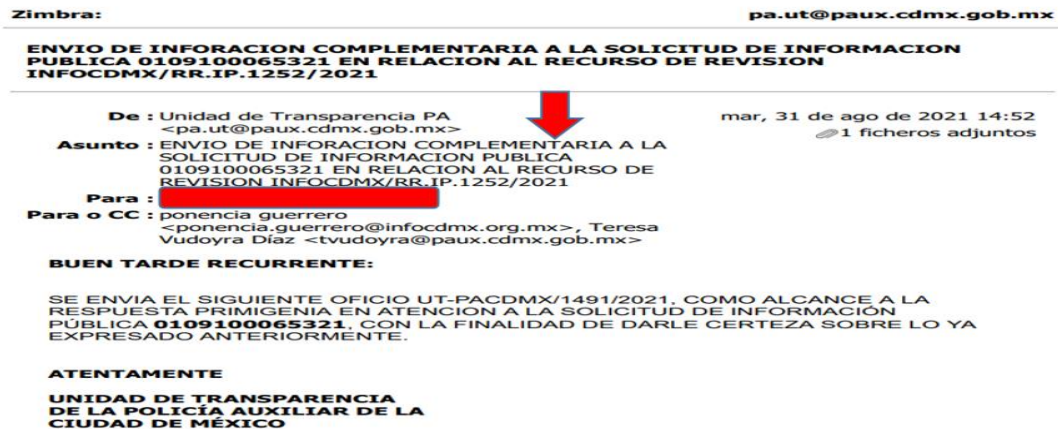 Zimbra: pa.ut@paux.cdmx.gob.mx
ENVIO DE INFORACION COMPLEMENTARIA A LA SOLICITUD DE INFORMACION
PUBLICA 0109100065321 EN RELACION AL RECURSO DE REVISION
INFOCDMX/RR.IP.1252/2021
De : Unidad de Transparencia PA mar, 31 de ago de 2021 14:52
<pa.ut@paux.cdmx.gob.mx> 1 ficheros adjuntos
Asunto : ENVIO DE INFORACION COMPLEMENTARIA A LA
SOLICITUD DE INFORMACION PUBLICA
0109100065321 EN RELACION AL RECURSO DE
REVISION INFOCDMX/RR.IP.1252/2021
Para :
Para o CC : ponencia guerrero
<ponencia.guerrero@infocdmx.org.mx>, Teresa
Vudoyra Díaz <tvudoyra@paux.cdmx.gob.mx>
BUEN TARDE RECURRENTE:
SE ENVIA EL SIGUIENTE OFICIO UT-PACDMX/1491/2021, COMO ALCANCE A LA
RESPUESTA PRIMIGENIA EN ATENCION A LA SOLICITUD DE INFORMACIÓN
PÚBLICA 0109100065321, CON LA FINALIDAD DE DARLE CERTEZA SOBRE LO YA
EXPRESADO ANTERIORMENTE.
ATENTAMENTE
UNIDAD DE TRANSPARENCIA
DE LA POLICÍA AUXILIAR DE LA
CIUDAD DE MÉXICO